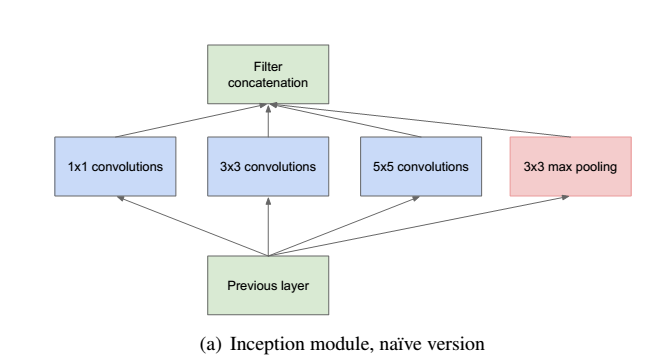 Filter
concatenation
1x1 convolutions
3x3 convolutions
5x5 convolutions
3x3 max pooling
Previous layer
(a) Inception module, naïve version